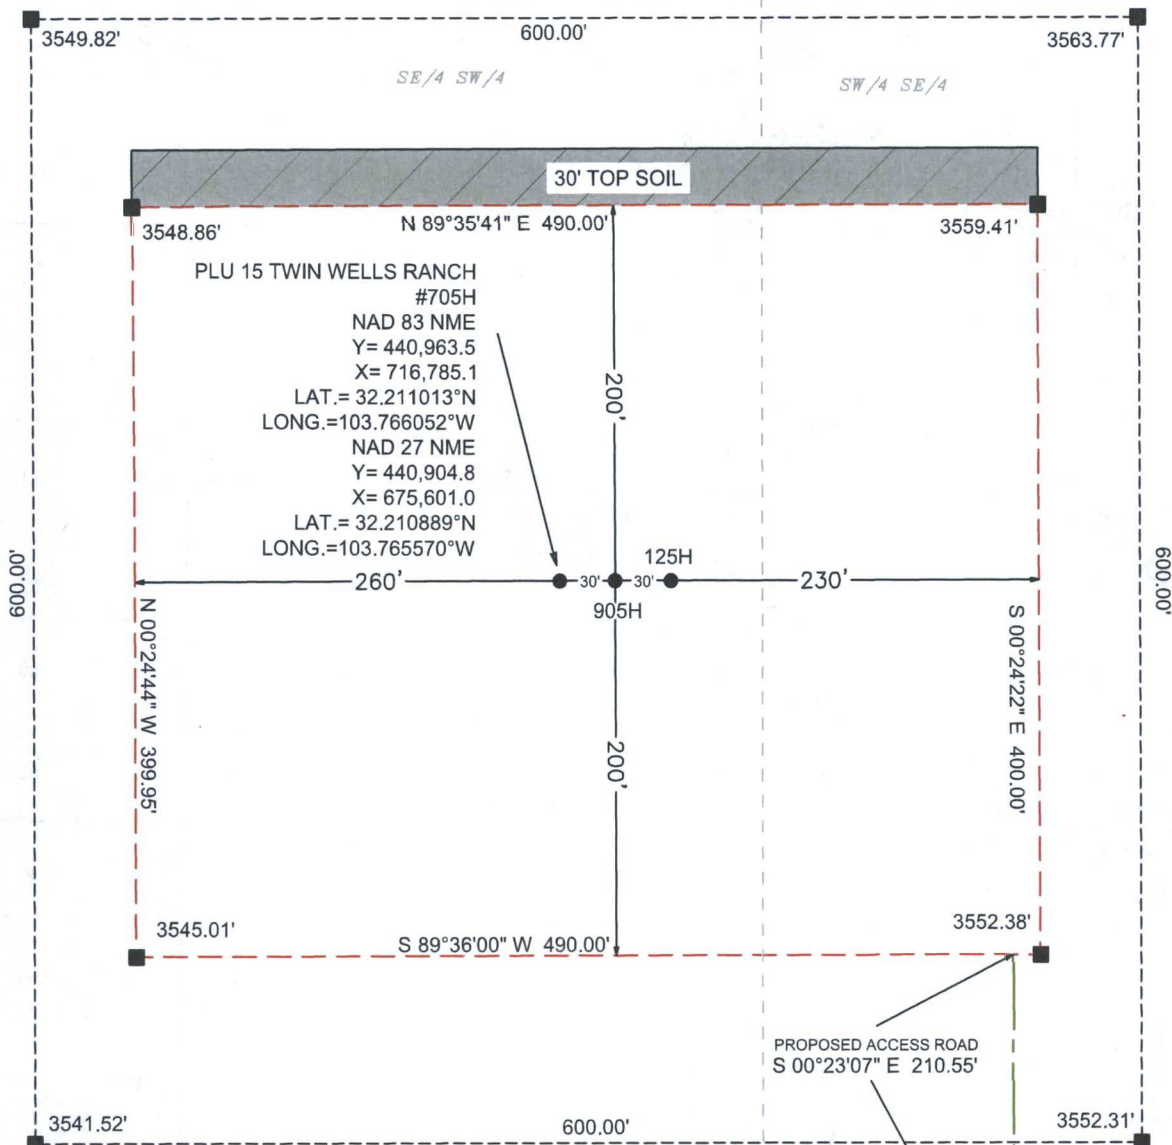 3549.82'
600.00'
3563.77'
SE/4 SW/4
SW/4 SE/4
30' TOP SOIL
3548.86'
N 89°35'41" E 490.00'
3559.41'
PLU 15 TWIN WELLS RANCH
#705H
NAD 83 NME
Y= 440,963.5
X= 716,785.1
LAT.= 32.211013°N
LONG.=103.766052°W
NAD 27 NME
Y= 440,904.8
X= 675,601.0
LAT.= 32.210889°N
LONG.=103.765570°W
200'
600.00'
260'
30'
30'
125H
230'
600.00'
905H
N 00°24'44" W 399.95'
S 00°24'22" E 400.00'
200'
3545.01'
S 89°36'00" W 490.00'
3552.38'
PROPOSED ACCESS ROAD
S 00°23'07" E 210.55'
3541.52'
600.00'
3552.31'